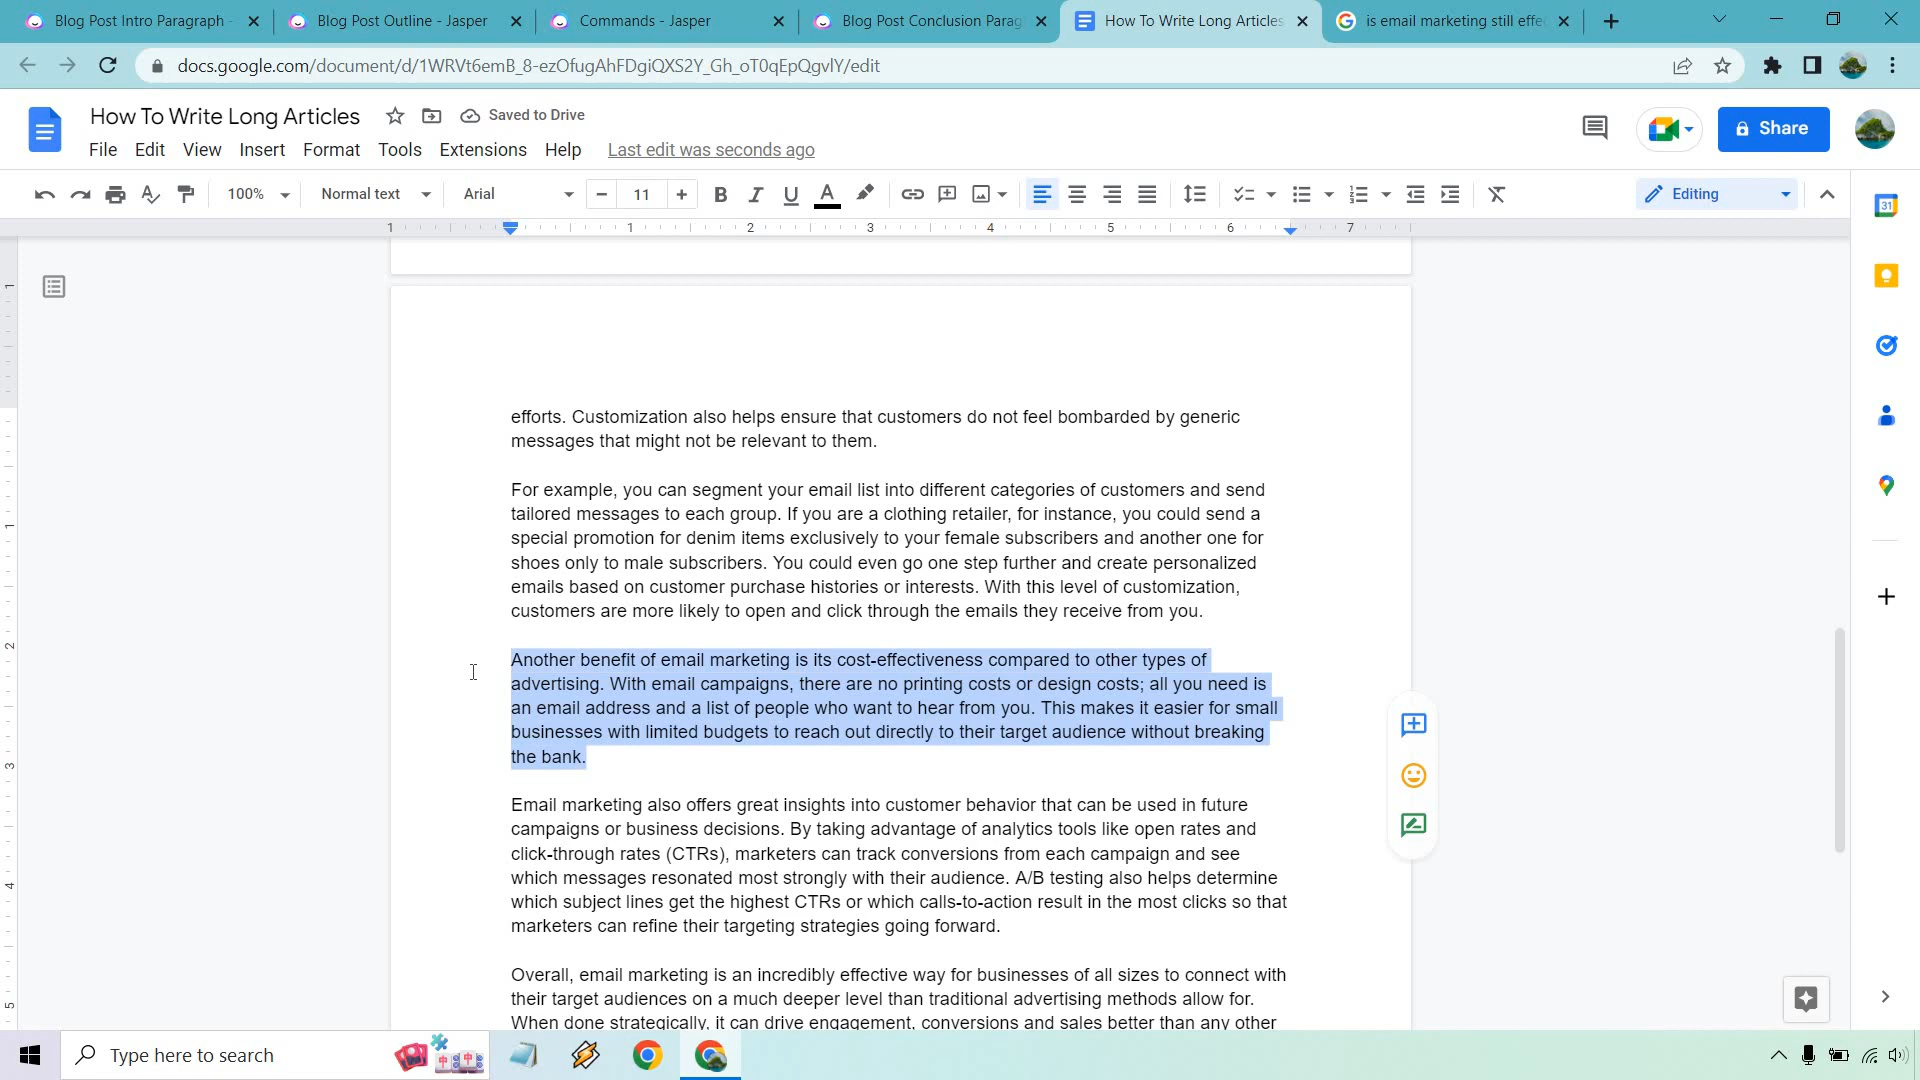 Blog Post Intro Paragraph -
Blog Post Outline - Jasper
Commands - Jasper
Blog Post Conclusion Parag
How To Write Long Articles
is email marketing still effe
docs.google.com/document/d/1WRVt6emB_8-ezOfugAhFDgiQXS2Y_Gh_oT0qEpQgvlY/edit
How To Write Long Articles
Saved to Drive
Share
File Edit View Insert Format Tools Extensions Help Last edit was seconds ago
100% Normal text Arial 11 Editing
1 1 2 3 4 5 6 7
efforts. Customization also helps ensure that customers do not feel bombarded by generic
messages that might not be relevant to them.
For example, you can segment your email list into different categories of customers and send
tailored messages to each group. If you are a clothing retailer, for instance, you could send a
special promotion for denim items exclusively to your female subscribers and another one for
shoes only to male subscribers. You could even go one step further and create personalized
emails based on customer purchase histories or interests. With this level of customization,
customers are more likely to open and click through the emails they receive from you.
Another benefit of email marketing is its cost-effectiveness compared to other types of
advertising. With email campaigns, there are no printing costs or design costs; all you need is
an email address and a list of people who want to hear from you. This makes it easier for small
businesses with limited budgets to reach out directly to their target audience without breaking
the bank.
Email marketing also offers great insights into customer behavior that can be used in future
campaigns or business decisions. By taking advantage of analytics tools like open rates and
click-through rates (CTRs), marketers can track conversions from each campaign and see
which messages resonated most strongly with their audience. A/B testing also helps determine
which subject lines get the highest CTRs or which calls-to-action result in the most clicks so that
marketers can refine their targeting strategies going forward.
Overall, email marketing is an incredibly effective way for businesses of all sizes to connect with
their target audiences on a much deeper level than traditional advertising methods allow for.
When done strategically, it can drive engagement, conversions and sales better than any other
1
1
2
3
4
5
31
Type here to search